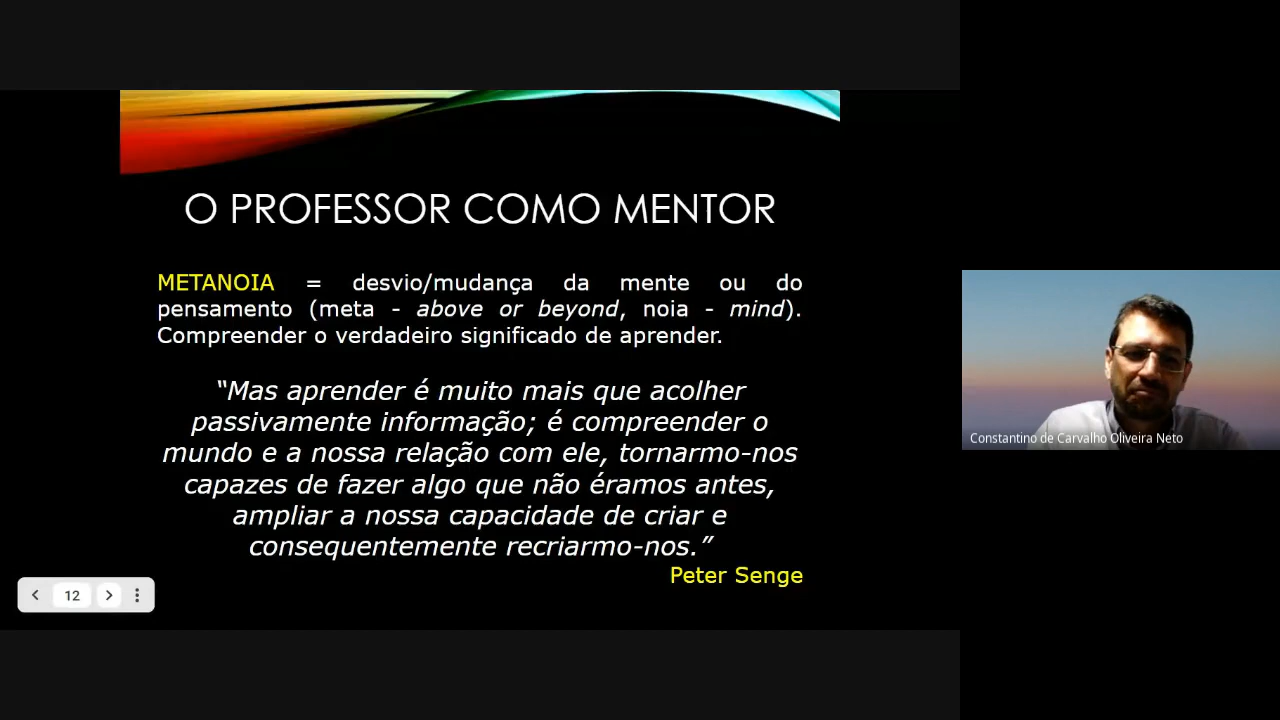 O PROFESSOR COMO MENTOR
METANOIA = desvio/mudança da mente ou do
pensamento (meta - above or beyond, noia - mind).
Compreender o verdadeiro significado de aprender.
“Mas aprender é muito mais que acolher
passivamente informação; é compreender o
mundo e a nossa relação com ele, tornarmo-nos
capazes de fazer algo que não éramos antes,
ampliar a nossa capacidade de criar e
consequentemente recriarmo-nos.”
Peter Senge
12
Constantino de Carvalho Oliveira Neto